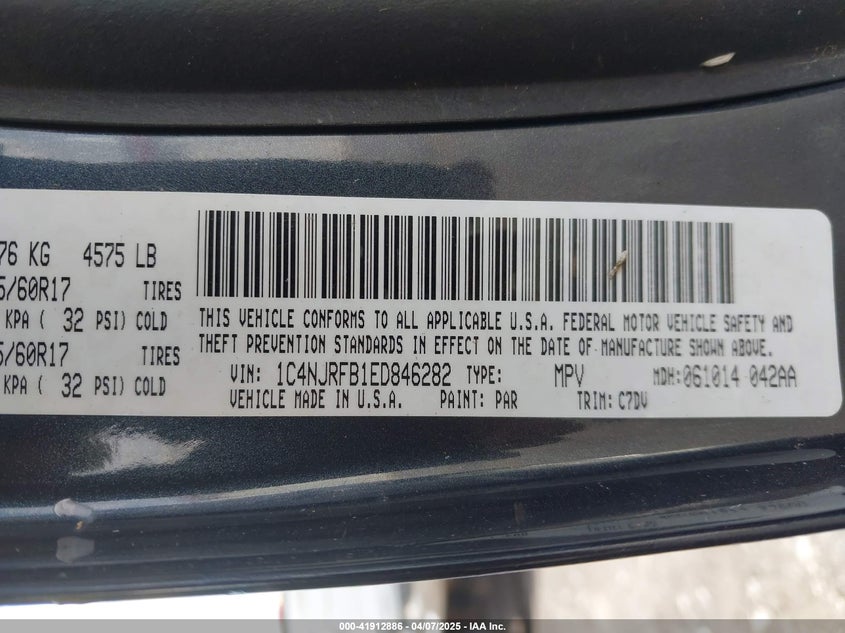 76 KG 4575 LB
5/60R17 TIRES
KPA ( 32 PSI) COLD
5/60R17 TIRES
KPA ( 32 PSI) COLD
THIS VEHICLE CONFORMS TO ALL APPLICABLE U.S.A. FEDERAL MOTOR VEHICLE SAFETY AND
THEFT PREVENTION STANDARDS IN EFFECT ON THE DATE OF MANUFACTURE SHOWN ABOVE.
VIN: 1C4NJRFB1ED846282 TYPE: MPV MDH: 061014 042AA
VEHICLE MADE IN U.S.A. PAINT: PAR TRIM: C7DV
000-41912886 - 04/07/2025 - IAA Inc.